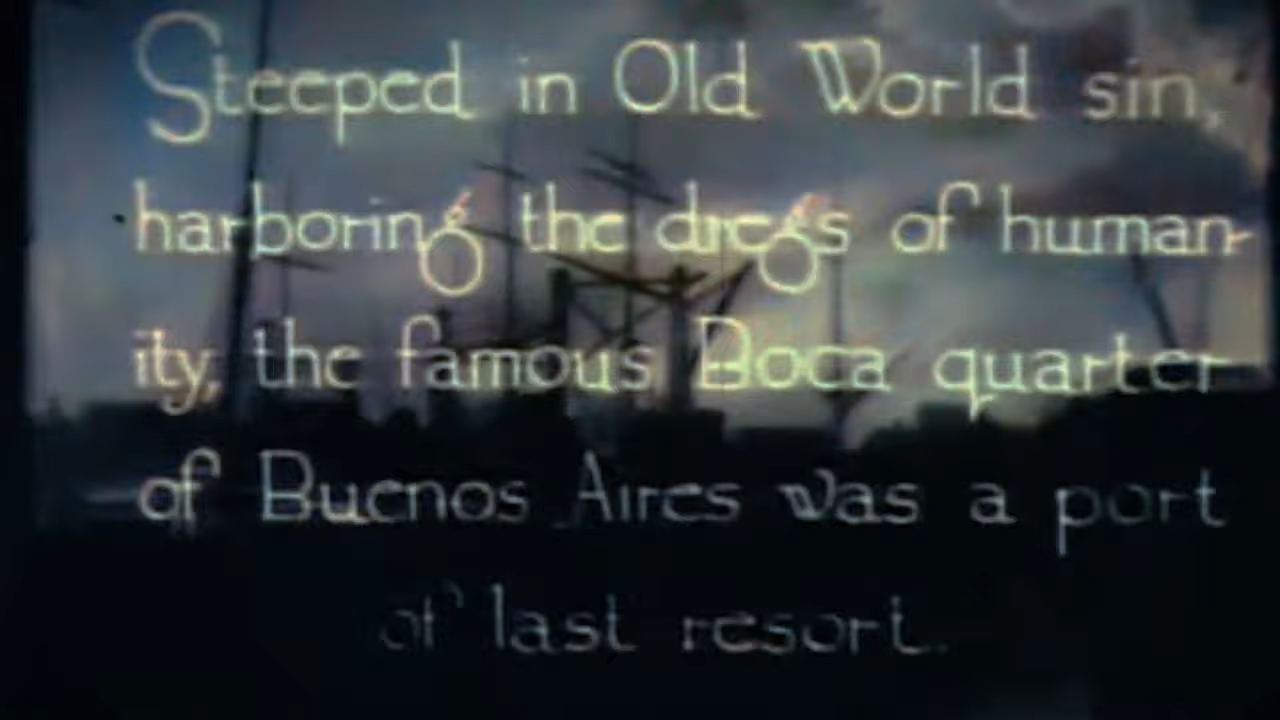 Steeped in Old World sin,
harboring the dregs of human-
ity, the famous Boca quarter
of Buenos Aires was a port
of last resort.